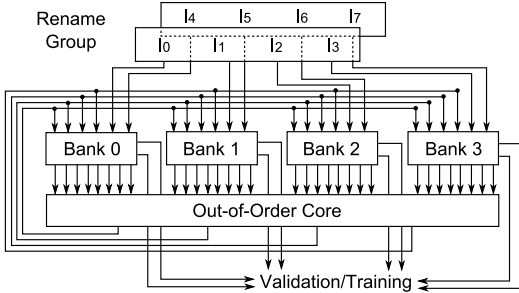 Rename
Group
I4 I5 I6 I7
I0 I1 I2 I3
Bank 0 Bank 1 Bank 2 Bank 3
Out-of-Order Core
Validation/Training